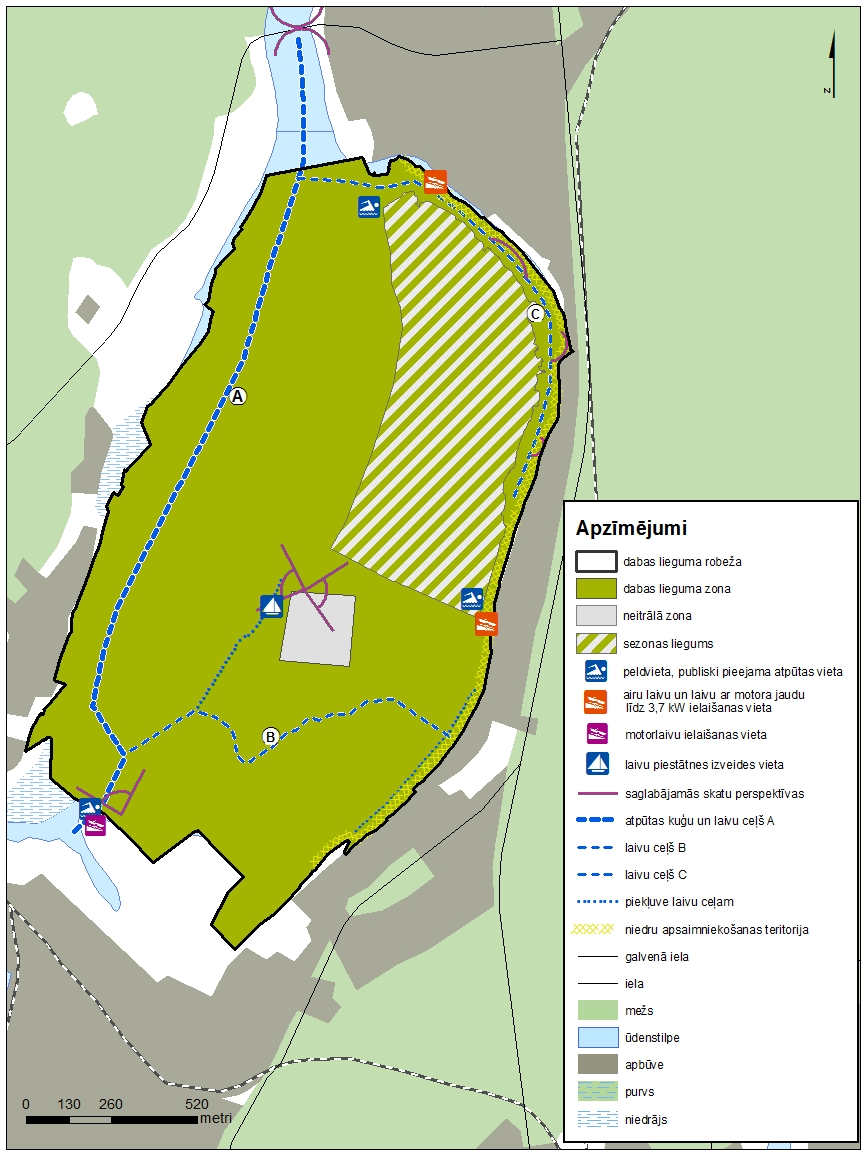 N
C
A
B
Apzīmējumi
dabas lieguma robeža
dabas lieguma zona
neitrālā zona
sezonas liegums
peldvieta, publiski pieejama atpūtas vieta
airu laivu un laivu ar motora jaudu
līdz 3,7 kW ielaišanas vieta
motorlaivu ielaišanas vieta
laivu piestātnes izveides vieta
saglabājamās skatu perspektīvas
atpūtas kuģu un laivu ceļš A
laivu ceļš B
laivu ceļš C
piekļuve laivu ceļam
niedru apsaimniekošanas teritorija
galvenā iela
iela
mežs
ūdenstilpe
apbūve
purvs
niedrājs
0 130 260 520
metri